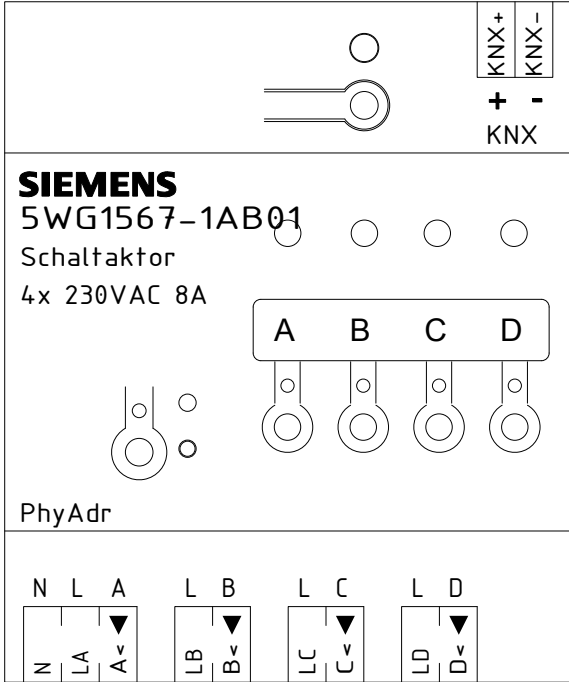 KNX+ KNX-
+ -
KNX
SIEMENS
5WG1567-1AB01
Schaltaktor
4x 230VAC 8A
A B C D
PhyAdr
N L A L B L C L D
N LA A< LB B< LC C< LD D<